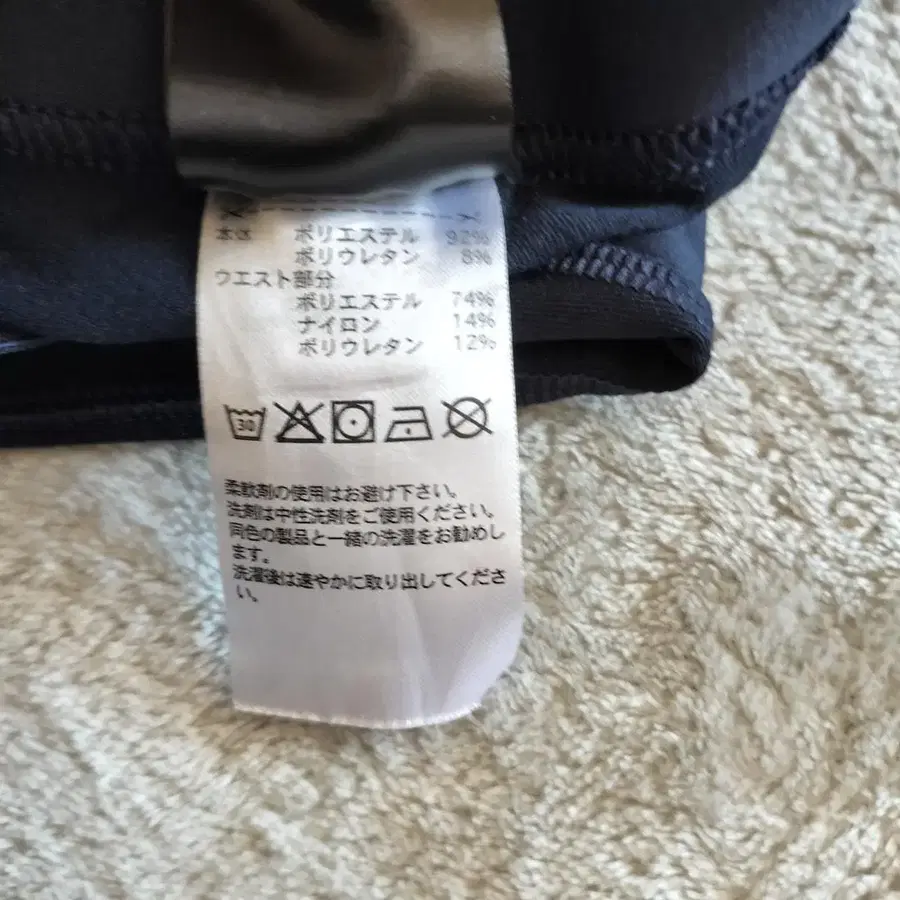 本体 ポリエステル 92%
ポリウレタン 8%
ウエスト部分
ポリエステル 74%
ナイロン 14%
ポリウレタン 12%
30
柔軟剤の使用はお避け下さい。
洗剤は中性洗剤をご使用ください。
同色の製品と一緒の洗濯をお勧めし
ます。
洗濯後は速やかに取り出してくださ
い。